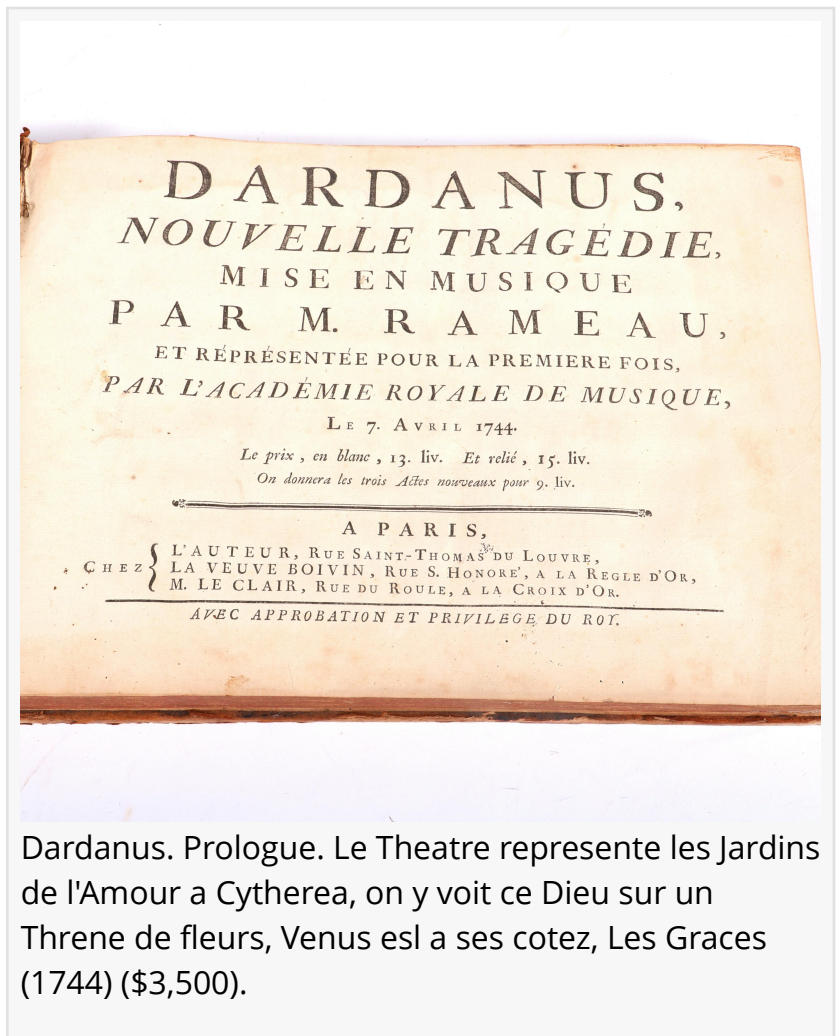 DARDANUS,
NOUVELLE TRAGÉDIE,
MISE EN MUSIQUE
PAR M. RAMEAU,
ET RÉPRÉSENTÉE POUR LA PREMIERE FOIS,
PAR L'ACADÉMIE ROYALE DE MUSIQUE,
LE 7. AVRIL 1744.
Le prix, en blanc, 13. liv. Et relié, 15. liv.
On donnera les trois Actes nouveaux pour 9. liv.
A PARIS,
CHEZ
L'AUTEUR, RUE SAINT-THOMAS DU LOUVRE,
LA VEUVE BOIVIN, RUE S. HONORE', A LA REGLE D'OR,
M. LE CLAIR, RUE DU ROULE, A LA CROIX D'OR.
AVEC APPROBATION ET PRIVILEGE DU ROY.
Dardanus. Prologue. Le Theatre represente les Jardins
de l'Amour a Cytherea, on y voit ce Dieu sur un
Threne de fleurs, Venus esl a ses cotez, Les Graces
(1744) ($3,500).